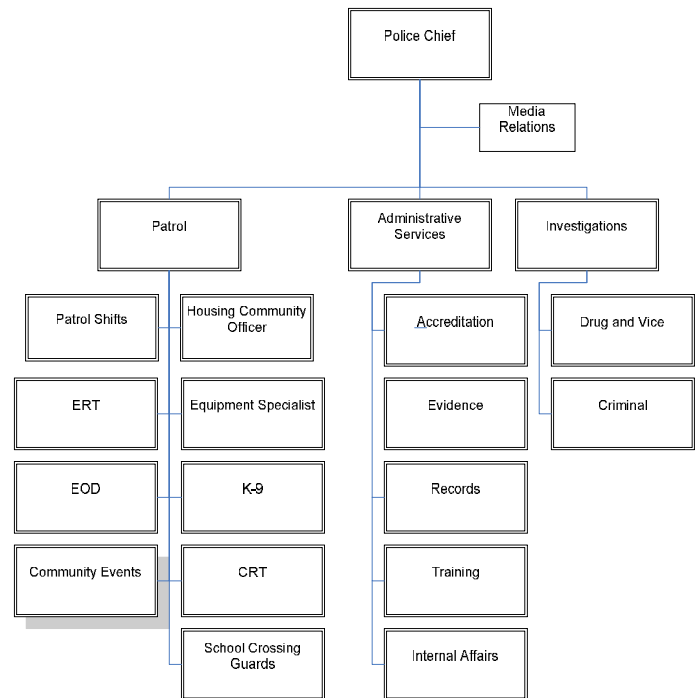 Police Chief
Media
Relations
Patrol
Administrative
Services
Investigations
Patrol Shifts
Housing Community
Officer
Accreditation
Drug and Vice
ERT
Equipment Specialist
Evidence
Criminal
EOD
K-9
Records
Community Events
CRT
Training
School Crossing
Guards
Internal Affairs